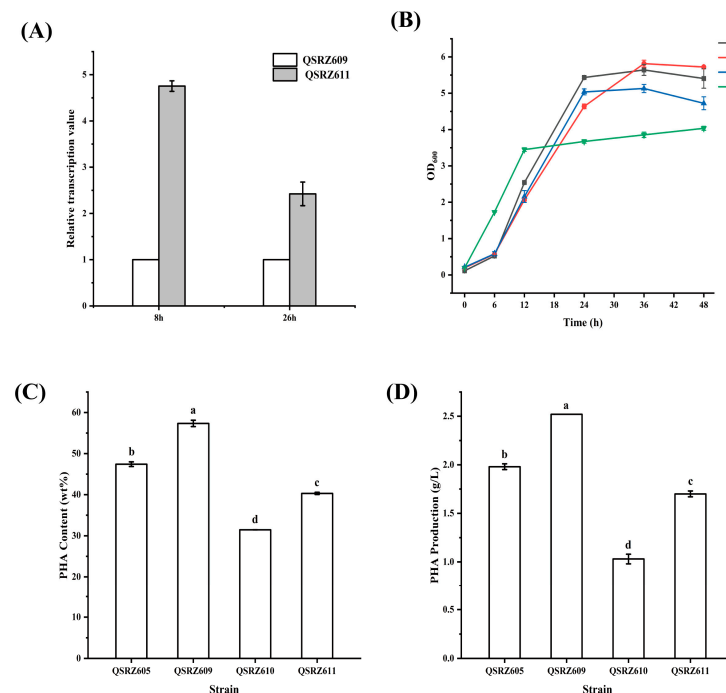 (A)
QSRZ609
QSRZ611
Relative transcription value
5
4
3
2
1
0
8h
26h
(B)
OD600
6
5
4
3
2
1
0
0 6 12 18 24 30 36 42 48
Time (h)
(C)
PHA Content (wt%)
60
50
40
30
20
10
0
b
a
d
c
QSRZ605 QSRZ609 QSRZ610 QSRZ611
Strain
(D)
PHA Production (g/L)
2.5
2.0
1.5
1.0
0.5
0.0
b
a
d
c
QSRZ605 QSRZ609 QSRZ610 QSRZ611
Strain